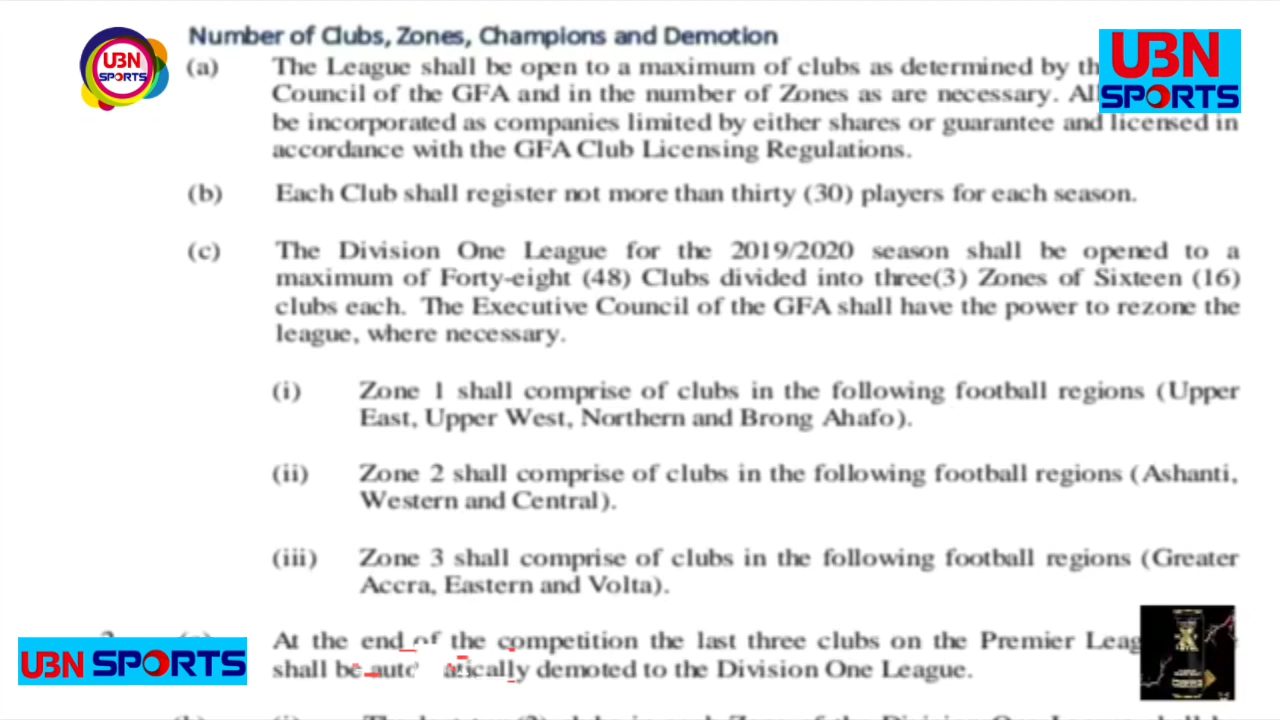 Number of Clubs, Zones, Champions and Demotion
UBN
SPORTS
UBN
SPORTS
(a) The League shall be open to a maximum of clubs as determined by
Council of the GFA and in the number of Zones as are necessary.
be incorporated as companies limited by either shares or guarantee and licensed in
accordance with the GFA Club Licensing Regulations.
(b) Each Club shall register not more than thirty (30) players for each season.
(c) The Division One League for the 2019/2020 season shall be opened to a
maximum of Forty-eight (48) Clubs divided into three(3) Zones of Sixteen (16)
clubs each. The Executive Council of the GFA shall have the power to rezone the
league, where necessary.
(i) Zone 1 shall comprise of clubs in the following football regions (Upper
East, Upper West, Northern and Brong Ahafo).
(ii) Zone 2 shall comprise of clubs in the following football regions (Ashanti,
Western and Central).
(iii) Zone 3 shall comprise of clubs in the following football regions (Greater
Accra, Eastern and Volta).
At the end of the competition the last three clubs on the Premier
shall be demoted to the Division One League.
UBN SPORTS